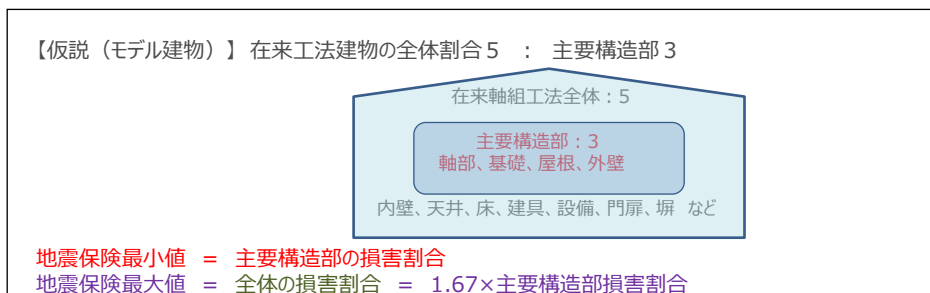 【仮説（モデル建物）】在来工法建物の全体割合５　：　主要構造部３
在来軸組工法全体：5
主要構造部：3
軸部、基礎、屋根、外壁
内壁、天井、床、建具、設備、門扉、塀　など
地震保険最小値　=　主要構造部の損害割合
地震保険最大値　=　全体の損害割合　=　1.67×主要構造部損害割合